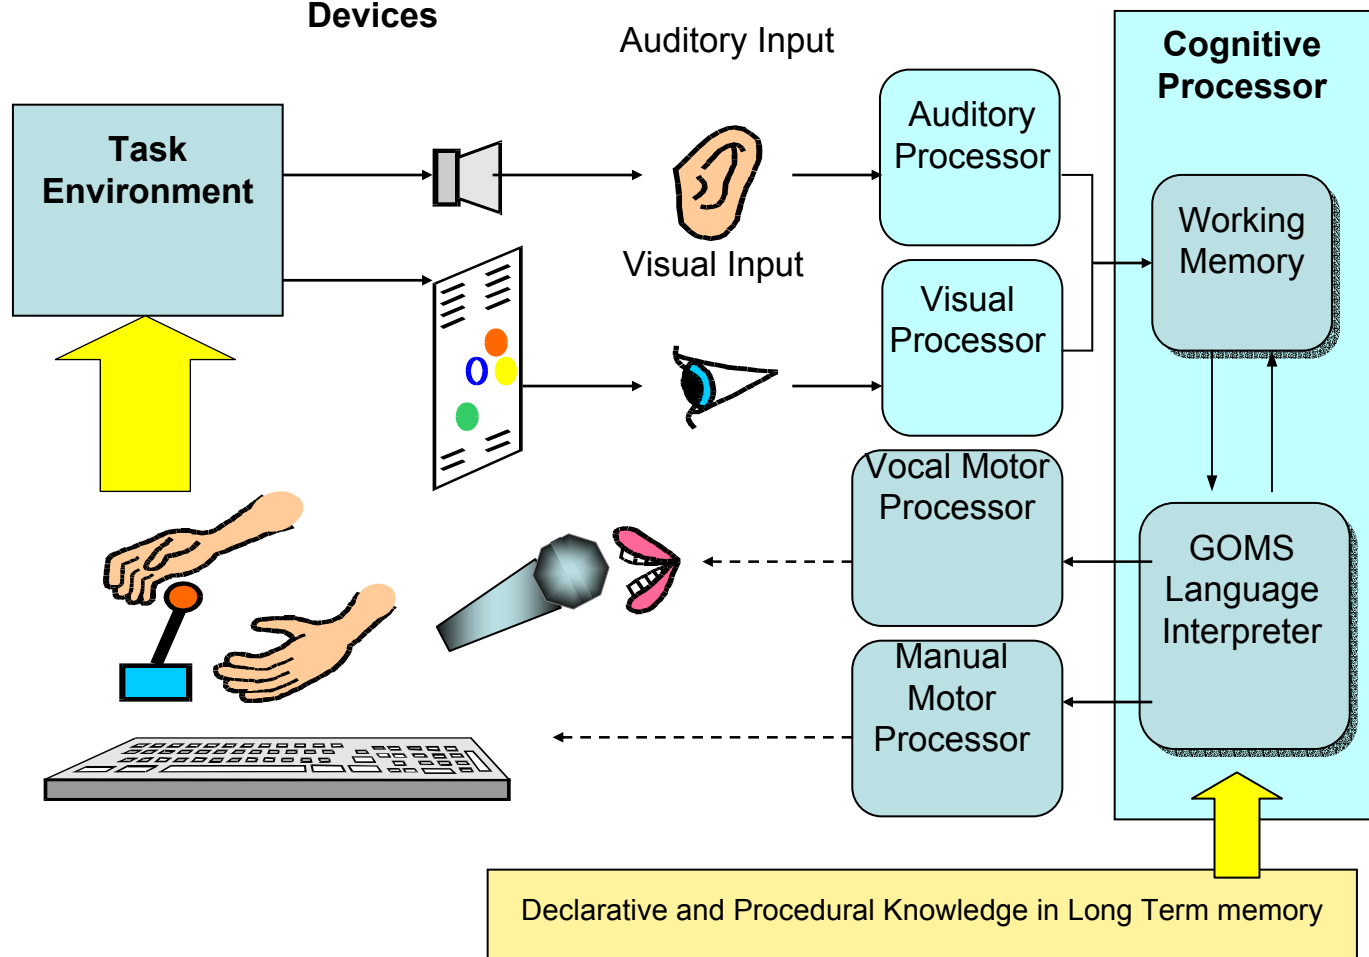 Devices
Auditory Input
Cognitive
Processor
Task
Environment
Auditory
Processor
Working
Memory
Visual Input
Visual
Processor
Vocal Motor
Processor
GOMS
Language
Interpreter
Manual
Motor
Processor
Declarative and Procedural Knowledge in Long Term memory